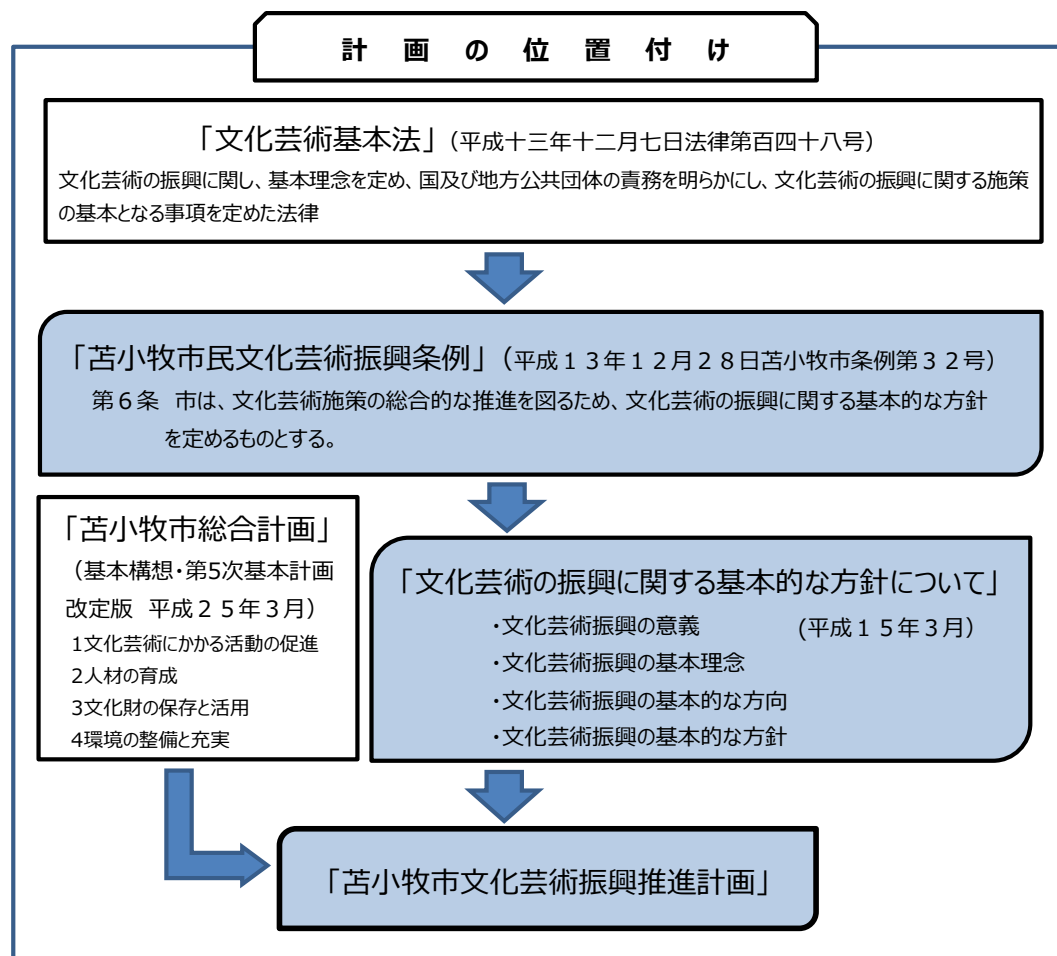 計画の位置付け
「文化芸術基本法」（平成十三年十二月七日法律第百四十八号）
文化芸術の振興に関し、基本理念を定め、国及び地方公共団体の責務を明らかにし、文化芸術の振興に関する施策
の基本となる事項を定めた法律
「苫小牧市民文化芸術振興条例」（平成１３年１２月２８日苫小牧市条例第３２号）
第６条 市は、文化芸術施策の総合的な推進を図るため、文化芸術の振興に関する基本的な方針
を定めるものとする。
「苫小牧市総合計画」
（基本構想・第5次基本計画
改定版 平成２５年３月）
1文化芸術にかかる活動の促進
2人材の育成
3文化財の保存と活用
4環境の整備と充実
「文化芸術の振興に関する基本的な方針について」
・文化芸術振興の意義 (平成１５年３月）
・文化芸術振興の基本理念
・文化芸術振興の基本的な方向
・文化芸術振興の基本的な方針
「苫小牧市文化芸術振興推進計画」